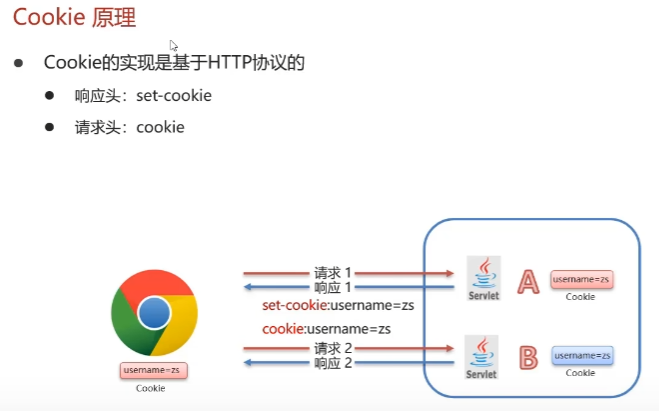 Cookie 原理
Cookie的实现是基于HTTP协议的
响应头：set-cookie
请求头：cookie
请求 1
响应 1
set-cookie:username=zs
cookie:username=zs
请求 2
响应 2
username=zs
Cookie
Servlet
A
username=zs
Cookie
Servlet
B
username=zs
Cookie